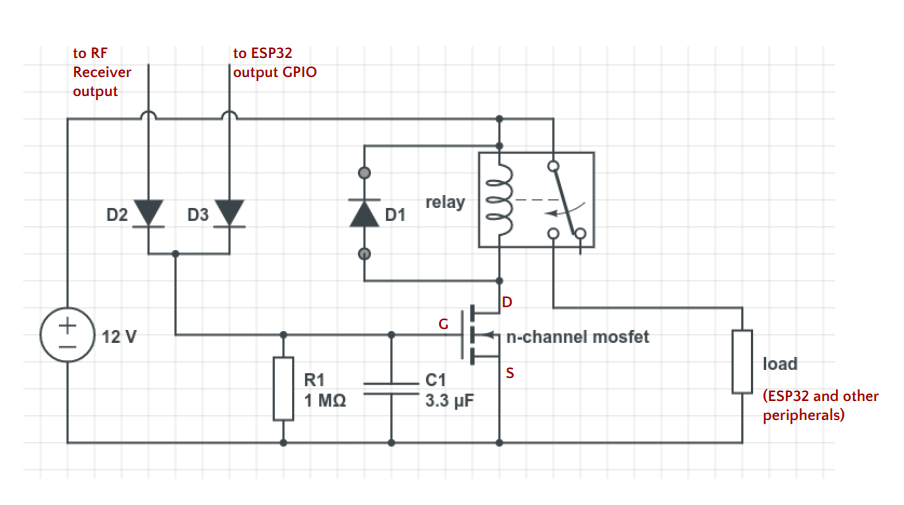 to RF
Receiver
output
to ESP32
output GPIO
D2
D3
D1
relay
D
G
n-channel mosfet
S
12 V
R1
1 MΩ
C1
3.3 µF
load
(ESP32 and other
peripherals)